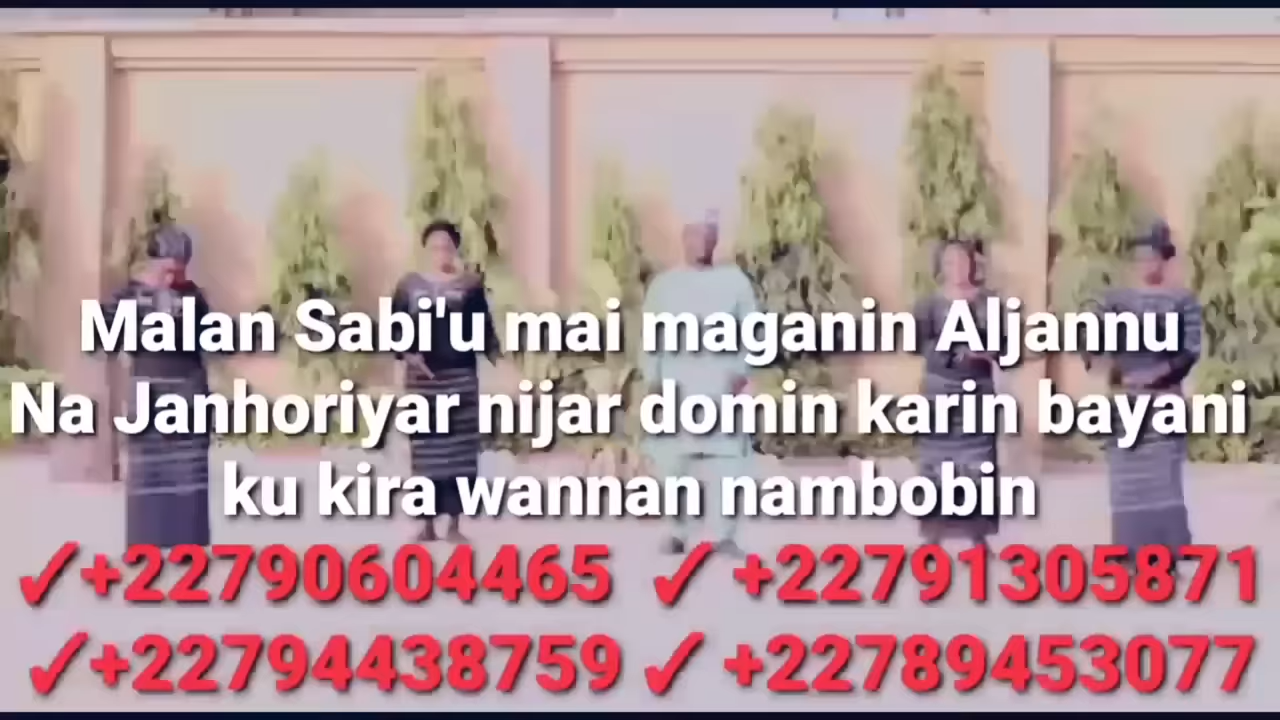 Malan Sabi'u mai maganin Aljannu
Na Janhoriyar nijar domin karin bayani
ku kira wannan nambobin
✓+22790604465 ✓+22791305871
✓+22794438759 ✓+22789453077